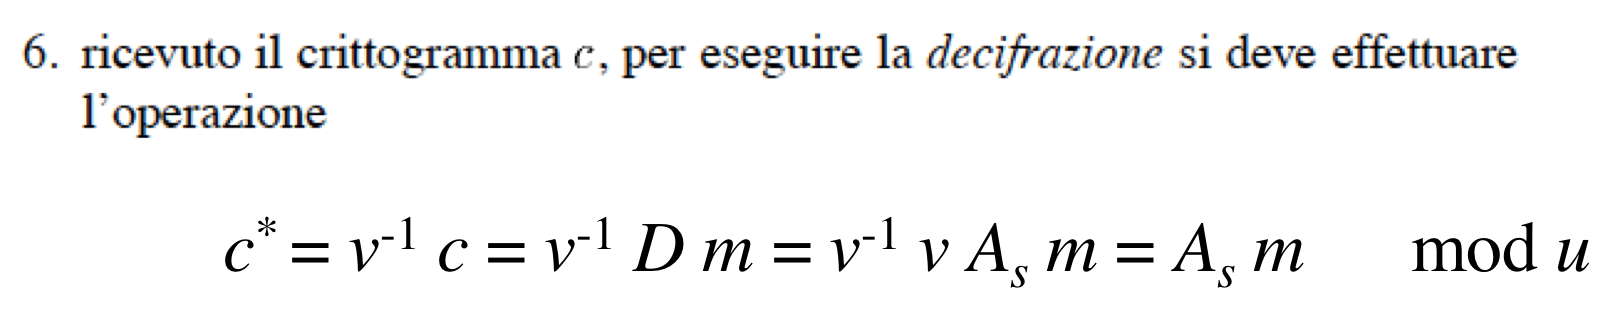 6. ricevuto il crittogramma c, per eseguire la decifrazione si deve effettuare
l'operazione
c* = v⁻¹ c = v⁻¹ D m = v⁻¹ v Aₛ m = Aₛ m mod u